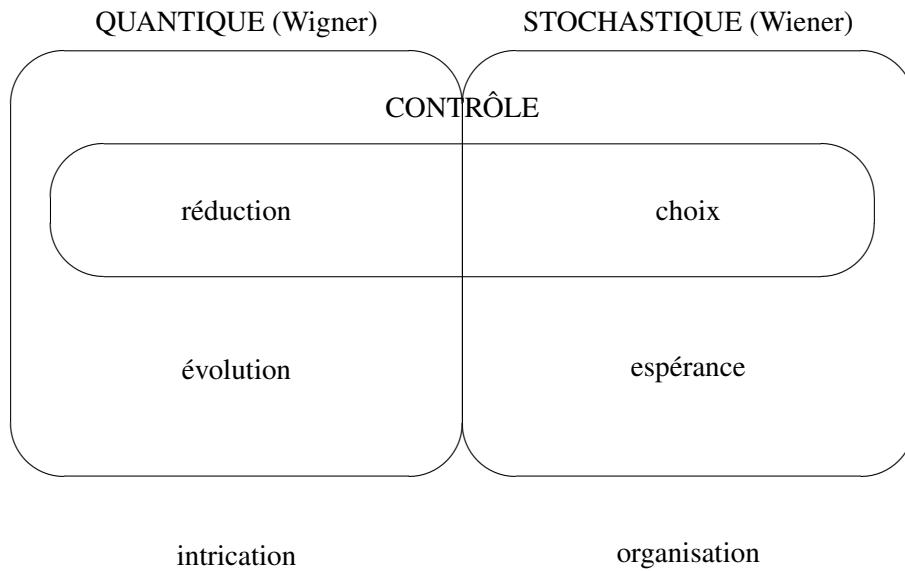 QUANTIQUE (Wigner) STOCHASTIQUE (Wiener)
CONTRÔLE
réduction choix
évolution espérance
intrication organisation